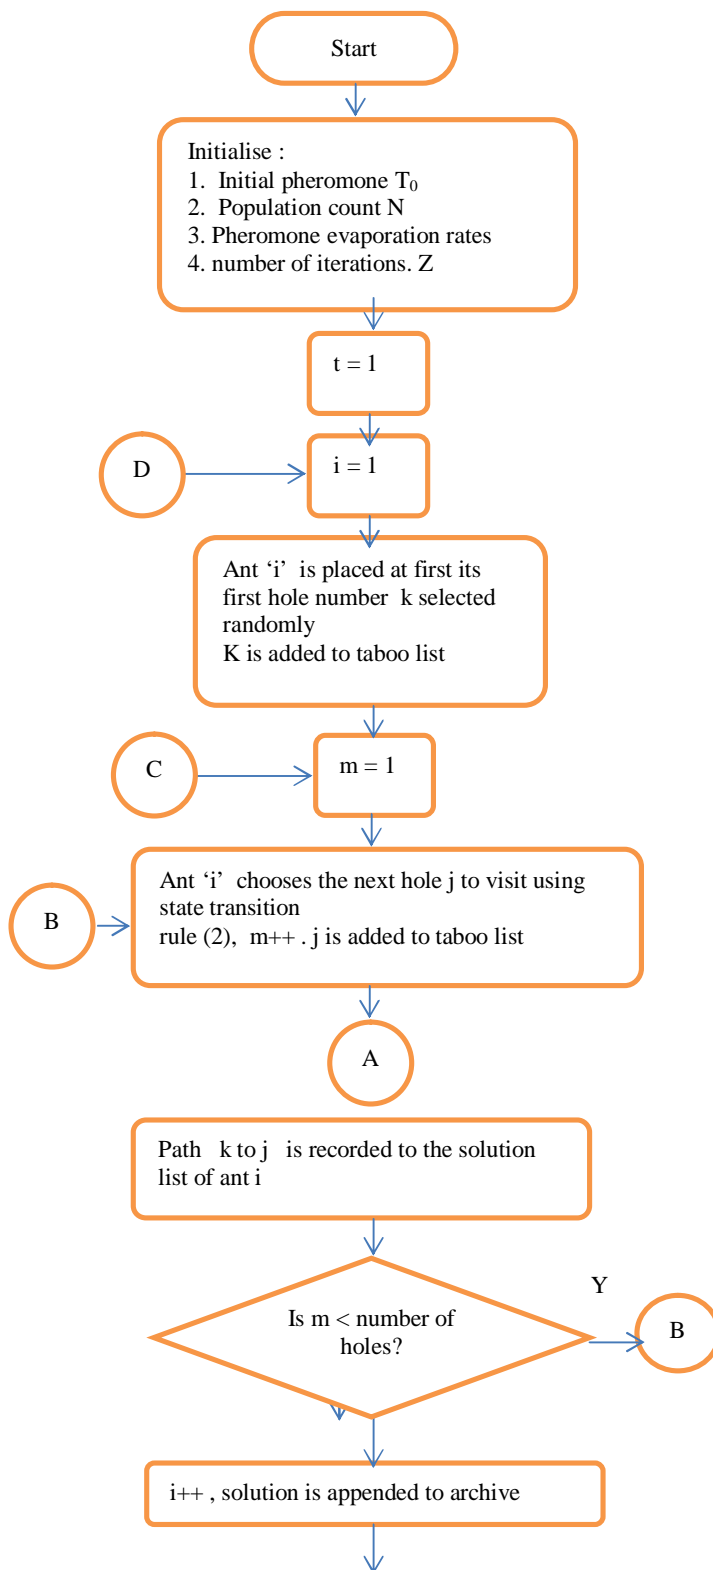 Start
Initialise :
1. Initial pheromone T₀
2. Population count N
3. Pheromone evaporation rates
4. number of iterations. Z
t = 1
D
i = 1
Ant ‘i’ is placed at first its
first hole number k selected
randomly
K is added to taboo list
C
m = 1
Ant ‘i’ chooses the next hole j to visit using
state transition
rule (2), m++ . j is added to taboo list
B
A
Path k to j is recorded to the solution
list of ant i
Is m < number of
holes?
Y
B
i++ , solution is appended to archive